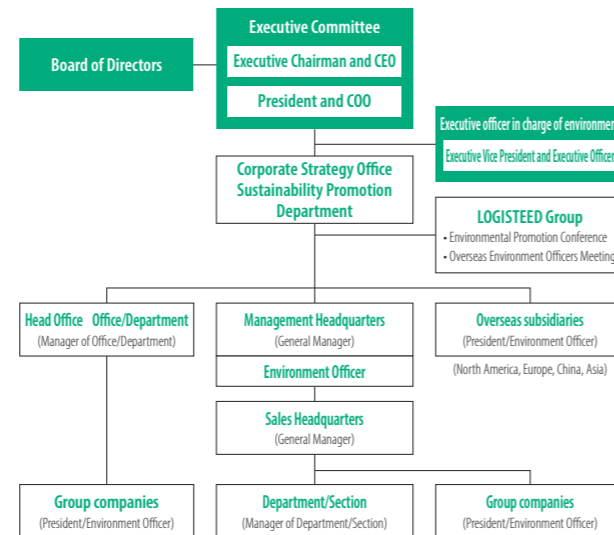 Executive Committee
Executive Chairman and CEO
President and COO
Board of Directors
Executive officer in charge of environmen
Executive Vice President and Executive Officer
Corporate Strategy Office
Sustainability Promotion
Department
LOGISTEED Group
• Environmental Promotion Conference
• Overseas Environment Officers Meeting
Head Office Office/Department
(Manager of Office/Department)
Management Headquarters
(General Manager)
Environment Officer
Overseas subsidiaries
(President/Environment Officer)
(North America, Europe, China, Asia)
Sales Headquarters
(General Manager)
Group companies
(President/Environment Officer)
Department/Section
(Manager of Department/Section)
Group companies
(President/Environment Officer)